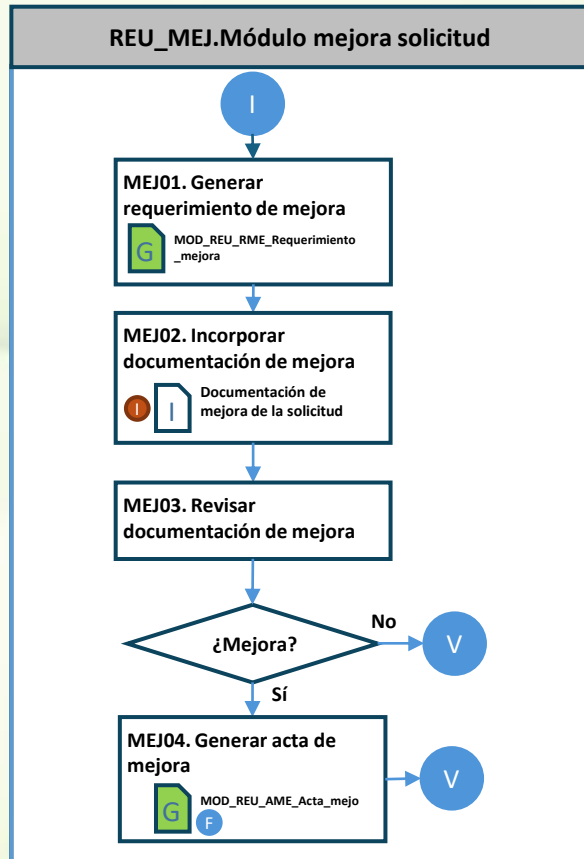 REU_MEJ.Módulo mejora solicitud
I
MEJ01. Generar
requerimiento de mejora
G
MOD_REU_RME_Requerimiento
_mejora
MEJ02. Incorporar
documentación de mejora
I
I
Documentación de
mejora de la solicitud
MEJ03. Revisar
documentación de mejora
¿Mejora?
No
V
Sí
MEJ04. Generar acta de
mejora
G
MOD_REU_AME_Acta_mejo
F
V